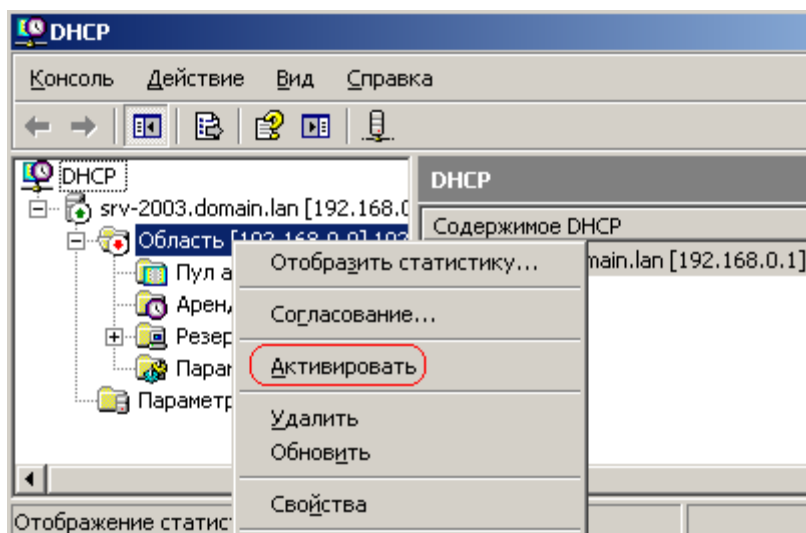 DHCP
Консоль Действие Вид Справка
DHCP
srv-2003.domain.lan [192.168.0
Область [192.168.0.0] 192
Пул а
Арен
Резер
Парам
Параметр
DHCP
Содержимое DHCP
main.lan [192.168.0.1]
Отобразить статистику...
Согласование...
Активировать
Удалить
Обновить
Свойства
Отображение статис